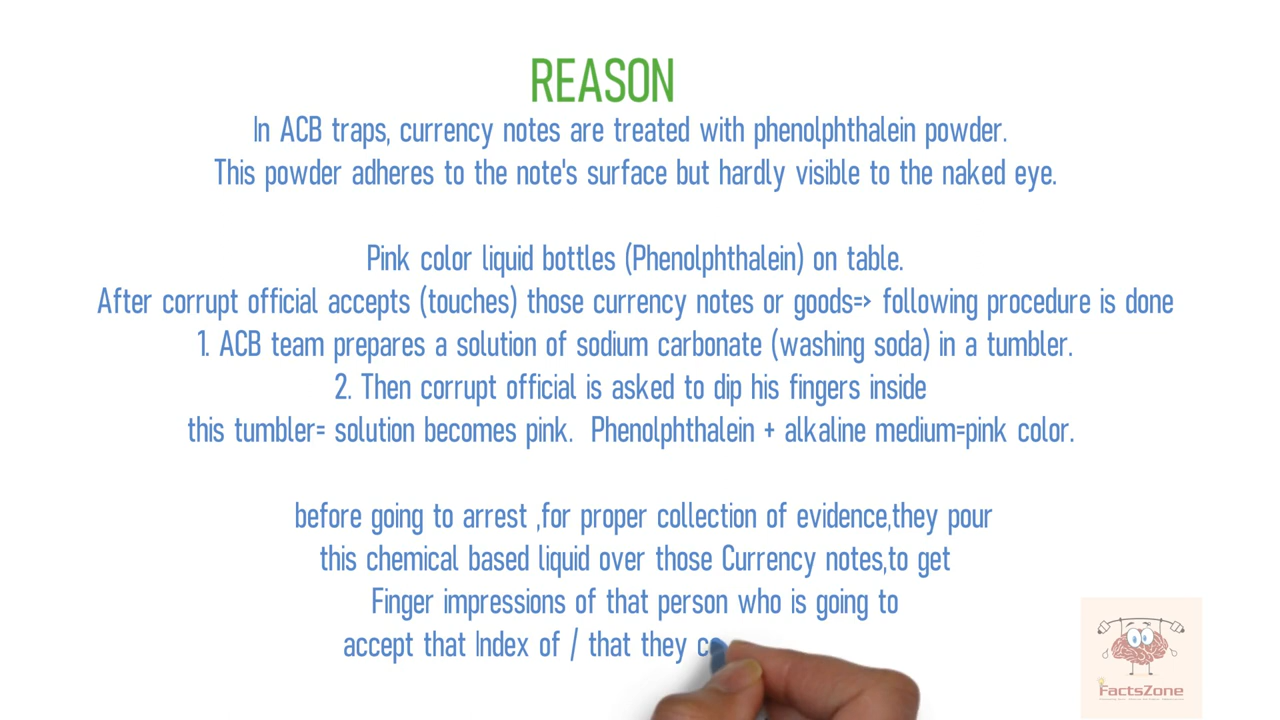 REASON
In ACB traps, currency notes are treated with phenolphthalein powder.
This powder adheres to the note's surface but hardly visible to the naked eye.
Pink color liquid bottles (Phenolphthalein) on table.
After corrupt official accepts (touches) those currency notes or goods=> following procedure is done
1. ACB team prepares a solution of sodium carbonate (washing soda) in a tumbler.
2. Then corrupt official is asked to dip his fingers inside
this tumbler= solution becomes pink. Phenolphthalein + alkaline medium=pink color.
before going to arrest ,for proper collection of evidence,they pour
this chemical based liquid over those Currency notes,to get
Finger impressions of that person who is going to
accept that Index of / that they
FactsZone